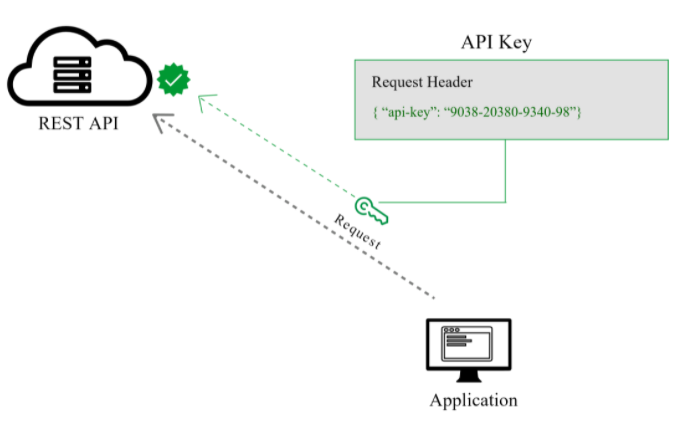 API Key
Request Header
{ “api-key”: “9038-20380-9340-98”}
REST API
Request
Application